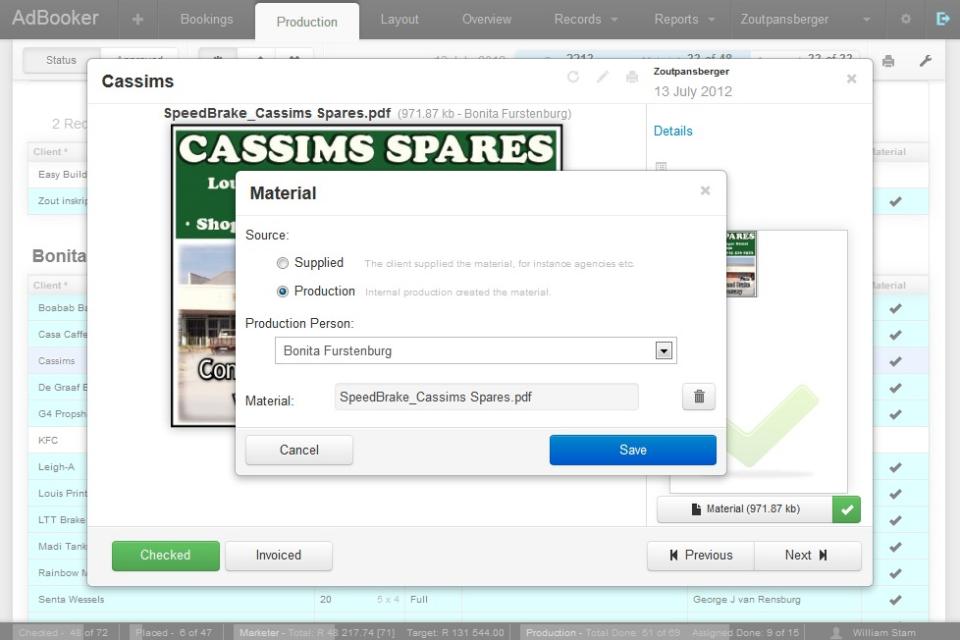 AdBooker
Bookings
Production
Layout
Overview
Records
Reports
Zoutpansberger
Status
Cassims
Zoutpansberger
13 July 2012
SpeedBrake_Cassims Spares.pdf (971.87 kb - Bonita Furstenburg)
Details
CASSIMS SPARES
Client *
Easy Build
Zout inskrip
Material
Source:
Supplied The client supplied the material, for instance agencies etc.
Production Internal production created the material.
Production Person:
Bonita Furstenburg
Material: SpeedBrake_Cassims Spares.pdf
Cancel
Save
Bonita
Client *
Boabab Ba
Casa Caffe
Cassims
De Graaf E
G4 Propsh
KFC
Leigh-A
Louis Print
LTT Brake
Madi Tank
Rainbow M
Senta Wessels 20 5 x 4 Full George J van Rensburg
Material (971.87 kb)
Checked
Invoiced
Previous
Next
Checked - 48 of 72
Placed - 6 of 47
Marketer - Total: R 48 217.74 [71] Target: R 131 544.00
Production - Total Done: 51 of 69 Assigned Done: 9 of 15
William Stam